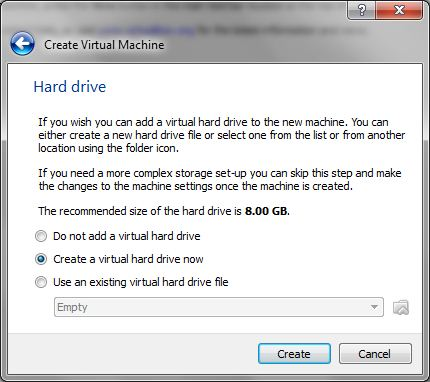 Create Virtual Machine
Hard drive
If you wish you can add a virtual hard drive to the new machine. You can
either create a new hard drive file or select one from the list or from another
location using the folder icon.
If you need a more complex storage set-up you can skip this step and make
the changes to the machine settings once the machine is created.
The recommended size of the hard drive is 8.00 GB.
Do not add a virtual hard drive
Create a virtual hard drive now
Use an existing virtual hard drive file
Empty
Create
Cancel